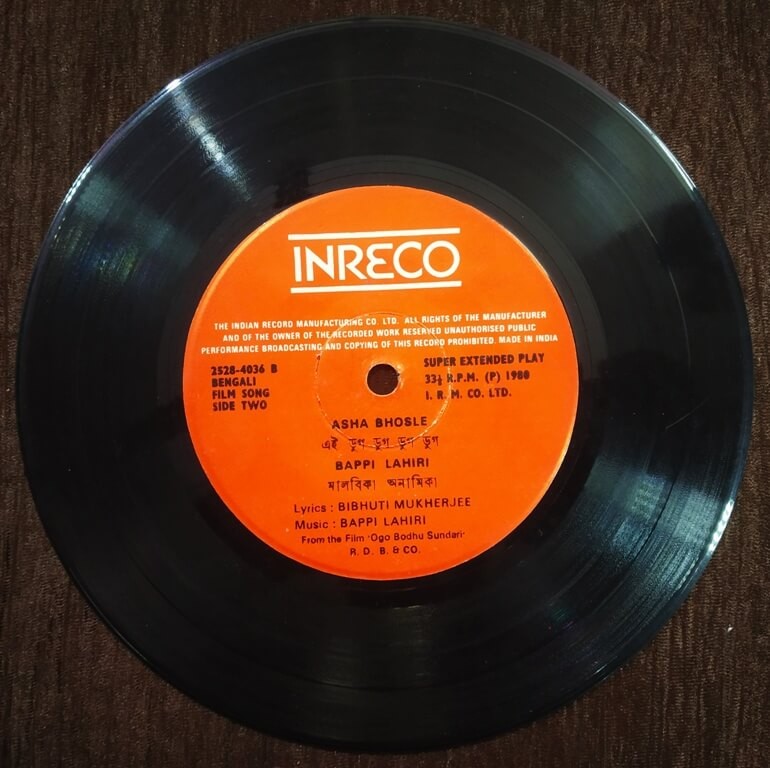 INRECO
THE INDIAN RECORD MANUFACTURING CO. LTD. ALL RIGHTS OF THE MANUFACTURER
AND OF THE OWNER OF THE RECORDED WORK RESERVED UNAUTHORISED PUBLIC
PERFORMANCE BROADCASTING AND COPYING OF THIS RECORD PROHIBITED. MADE IN INDIA
2528-4036 B
BENGALI
FILM SONG
SIDE TWO
SUPER EXTENDED PLAY
33⅓ R.P.M. (P) 1980
I. R. M. CO. LTD.
ASHA BHOSLE
এই ডুগ ডুগ ডুগ ডুগ
BAPPI LAHIRI
মালবিকা অনামিকা
Lyrics : BIBHUTI MUKHERJEE
Music : BAPPI LAHIRI
From the Film 'Ogo Bodhu Sundari'
R. D. B. & CO.